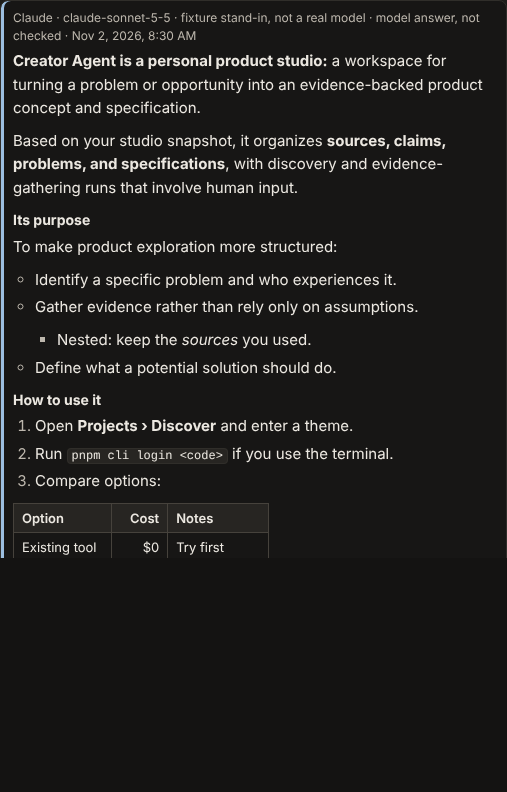 Claude · claude-sonnet-5-5 · fixture stand-in, not a real model · model answer, not
checked · Nov 2, 2026, 8:30 AM
Creator Agent is a personal product studio: a workspace for
turning a problem or opportunity into an evidence-backed product
concept and specification.
Based on your studio snapshot, it organizes sources, claims,
problems, and specifications, with discovery and evidence-
gathering runs that involve human input.
Its purpose
To make product exploration more structured:
Identify a specific problem and who experiences it.
Gather evidence rather than rely only on assumptions.
Nested: keep the sources you used.
Define what a potential solution should do.
How to use it
1. Open Projects › Discover and enter a theme.
2. Run pnpm cli login <code> if you use the terminal.
3. Compare options:
Option Cost Notes
Existing tool $0 Try first